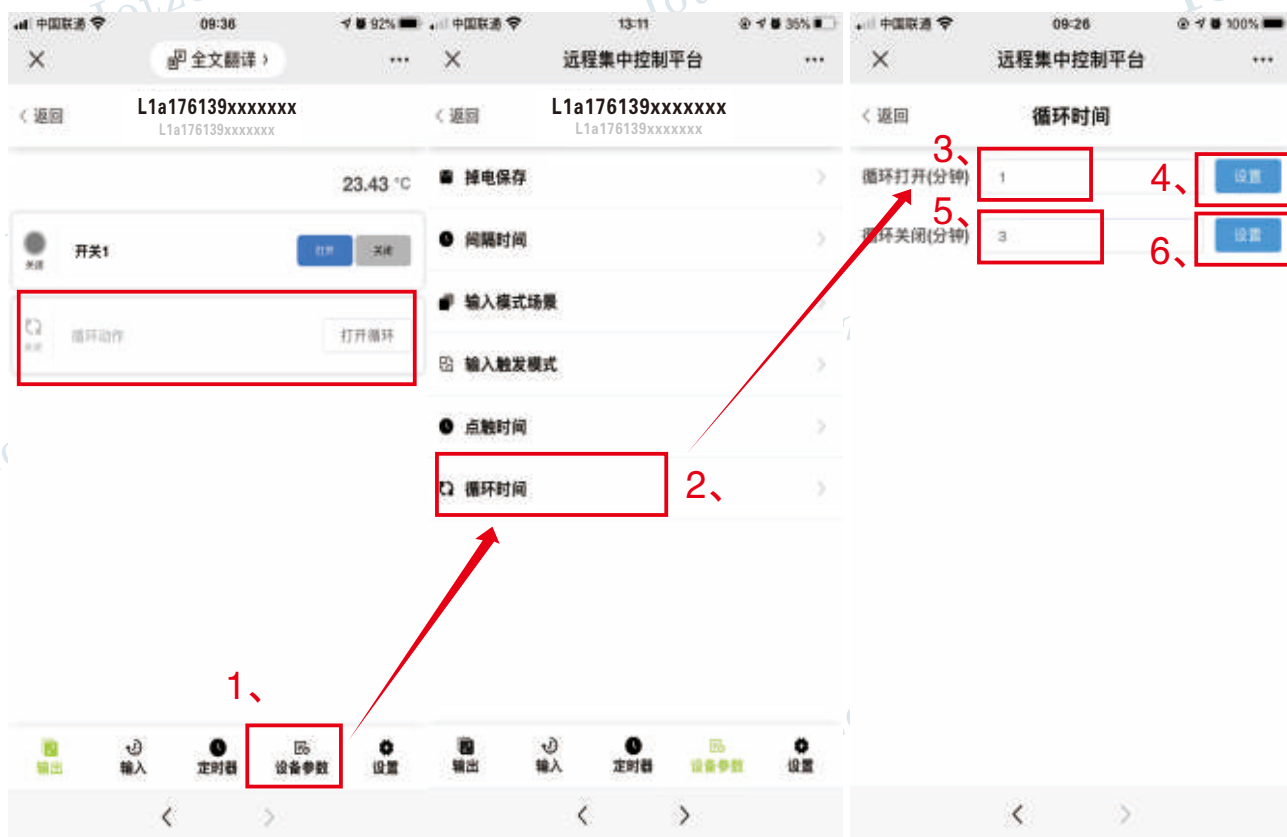 中国联通
09:36
92%
×
全文翻译
返回
L1a176139xxxxxxx
L1a176139xxxxxxx
23.43 °C
关闭
开关1
打开
关闭
循环动作
关闭
打开循环
1、
输出
输入
定时器
设备参数
设置
中国联通
13:11
35%
×
远程集中控制平台
返回
L1a176139xxxxxxx
L1a176139xxxxxxx
掉电保存
间隔时间
输入模式场景
输入触发模式
点触时间
循环时间
2、
输出
输入
定时器
设备参数
设置
中国联通
09:26
100%
×
远程集中控制平台
返回
循环时间
3、
循环打开(分钟)
1
4、
设置
5、
循环关闭(分钟)
3
6、
设置